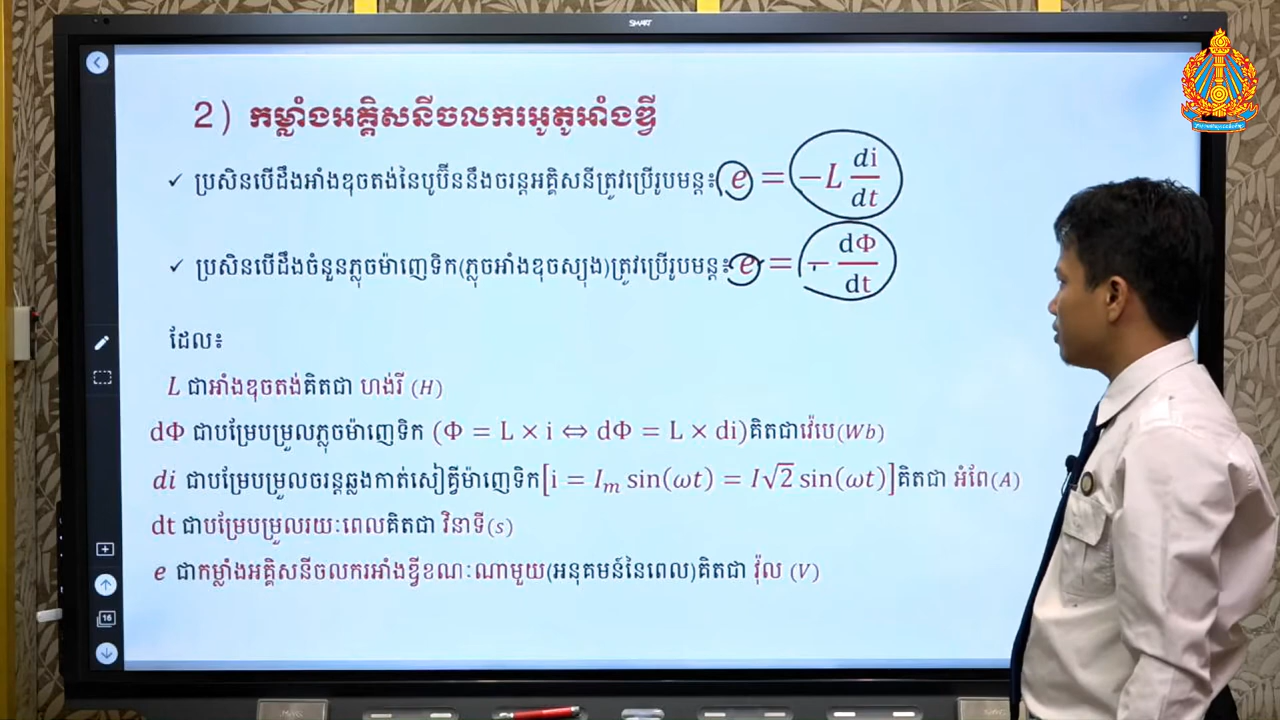 SMART
2) កម្លាំងអគ្គិសនីចលករអូតូអាំងឌ្វី
✓ ប្រសិនបើដឹងអាំងឌុចតង់នៃបូប៊ីននឹងចរន្តអគ្គិសនីត្រូវប្រើរូបមន្ត៖ e = −L di/dt
✓ ប្រសិនបើដឹងចំនួនភ្លុចម៉ាញេទិក(ភ្លុចអាំងឌុចស្យុង)ត្រូវប្រើរូបមន្ត៖ e = − dΦ/dt
ដែល៖
L ជាអាំងឌុចតង់គិតជា ហង់រី (H)
dΦ ជាបម្រែបម្រួលភ្លុចម៉ាញេទិក (Φ = L × i ⇔ dΦ = L × di)គិតជាវ៉េបេ(Wb)
di ជាបម្រែបម្រួលចរន្តឆ្លងកាត់សៀគ្វីម៉ាញេទិក[i = Iₘ sin(ωt) = I√2 sin(ωt)]គិតជា អំពែ(A)
dt ជាបម្រែបម្រួលរយៈពេលគិតជា វិនាទី(s)
e ជាកម្លាំងអគ្គិសនីចលករអាំងឌ្វីខណៈណាមួយ(អនុគមន៍នៃពេល)គិតជា វ៉ុល (V)
16